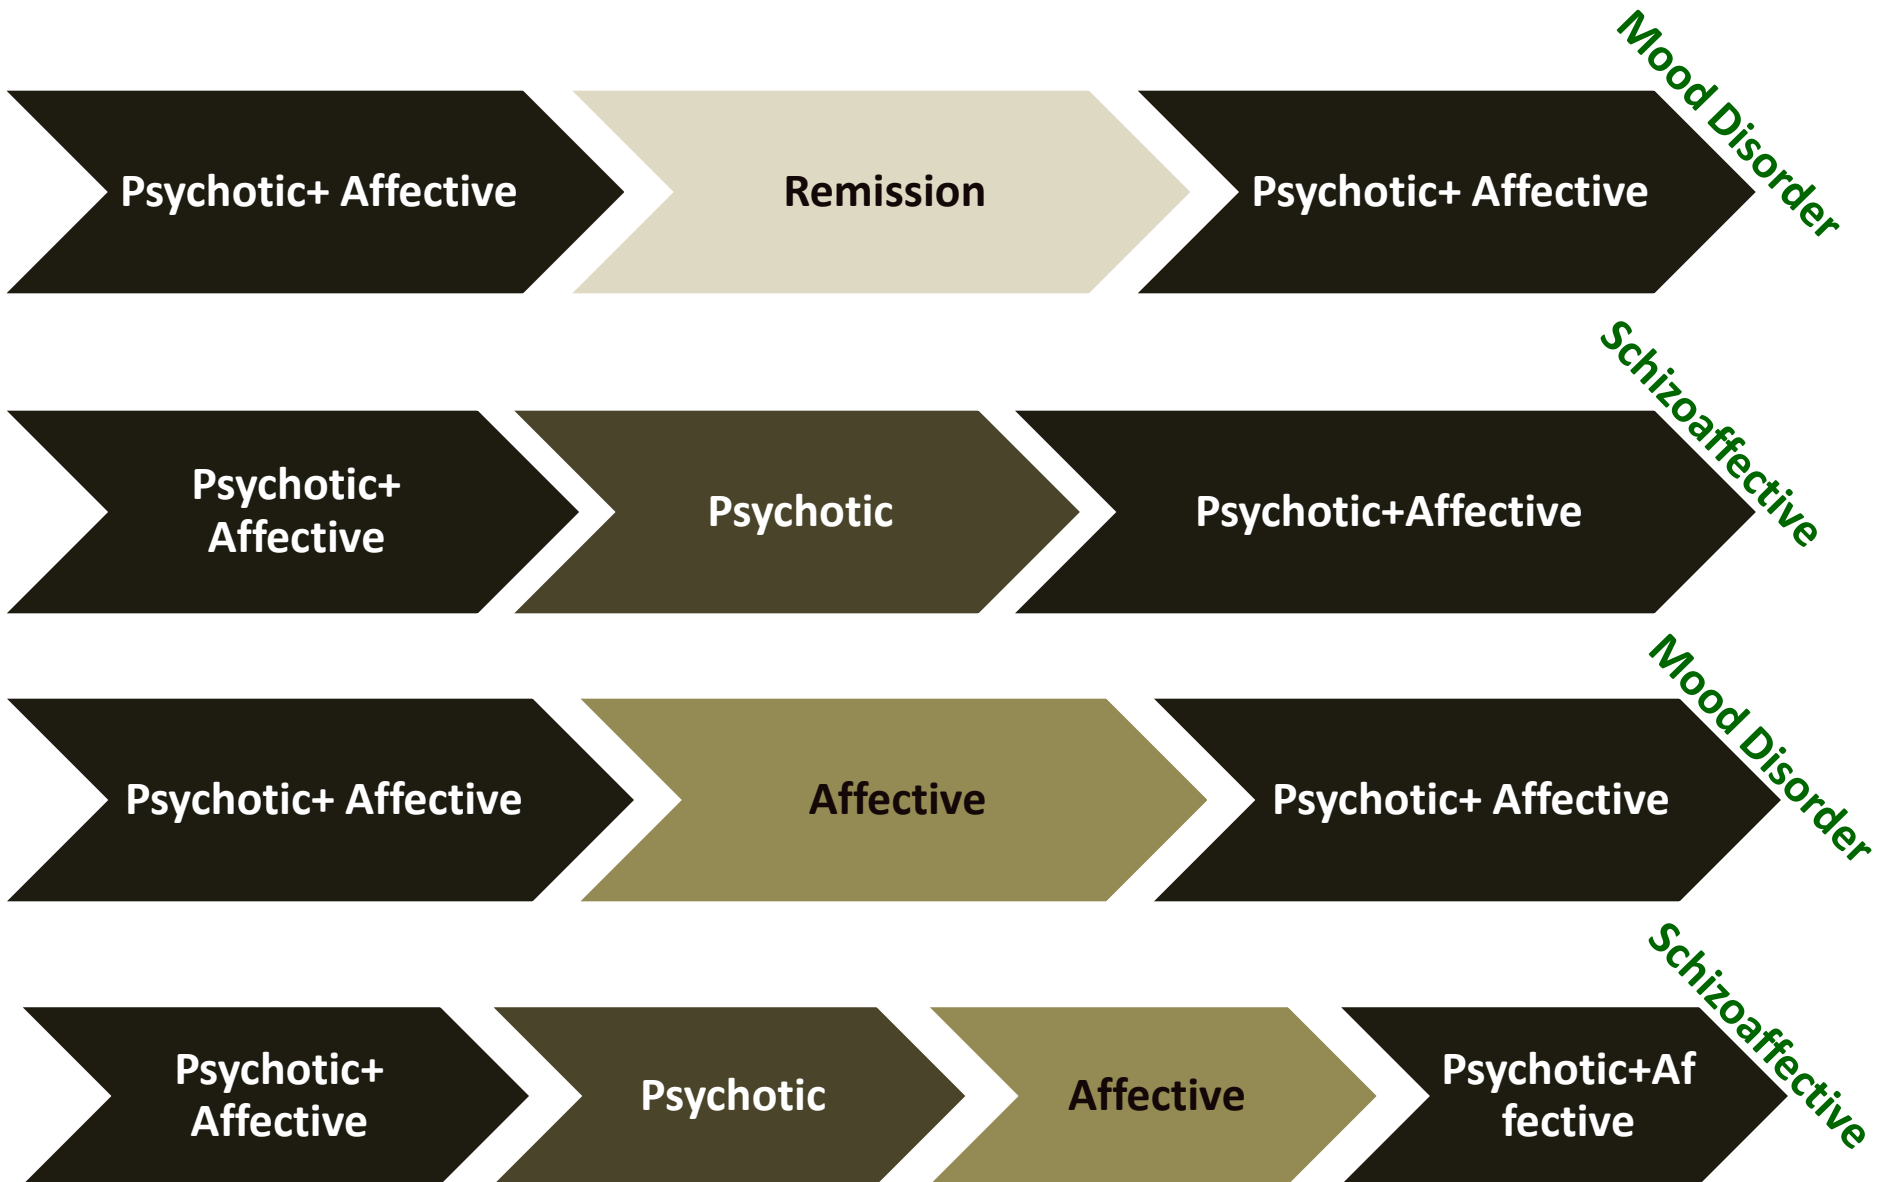 Mood Disorder
Psychotic+ Affective
Remission
Psychotic+ Affective
Schizoaffective
Psychotic+
Affective
Psychotic
Psychotic+Affective
Mood Disorder
Psychotic+ Affective
Affective
Psychotic+ Affective
Schizoaffective
Psychotic+
Affective
Psychotic
Affective
Psychotic+Af
fective